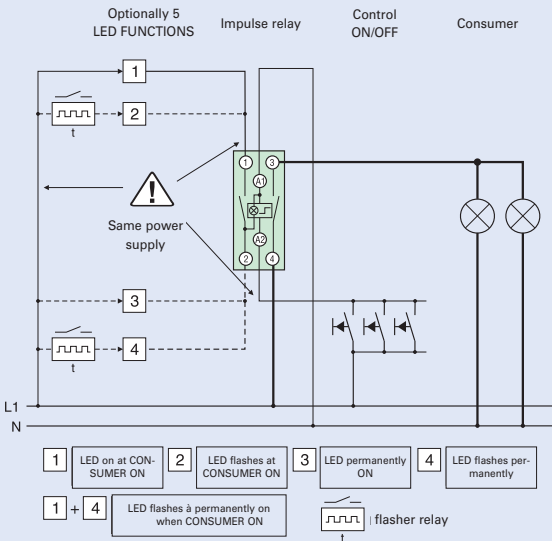 Optionally 5
LED FUNCTIONS
Impulse relay
Control
ON/OFF
Consumer
1
2
t
1
3
A1
A2
2
4
Same power
supply
3
4
t
L1
N
1
LED on at CON-
SUMER ON
2
LED flashes at
CONSUMER ON
3
LED permanently
ON
4
LED flashes per-
manently
1 + 4
LED flashes à permanently on
when CONSUMER ON
flasher relay
t